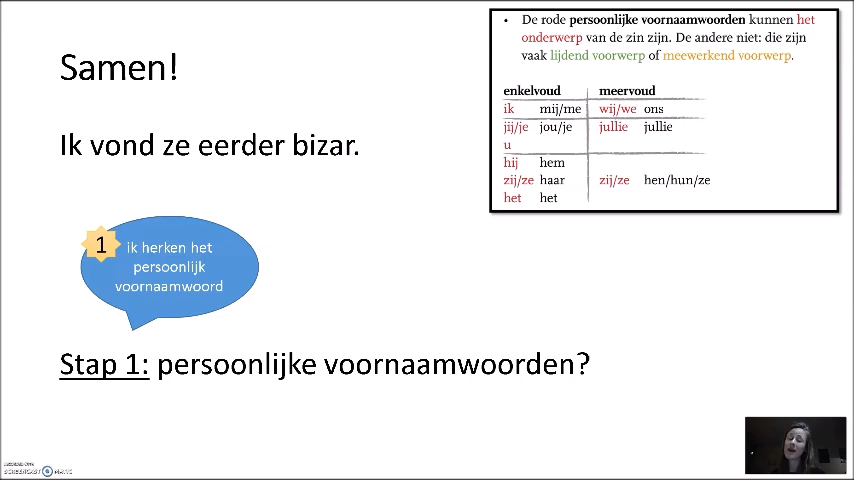 Samen!
Ik vond ze eerder bizar.
1
ik herken het
persoonlijk
voornaamwoord
Stap 1: persoonlijke voornaamwoorden?
• De rode persoonlijke voornaamwoorden kunnen het
onderwerp van de zin zijn. De andere niet: die zijn
vaak lijdend voorwerp of meewerkend voorwerp.
enkelvoud meervoud
ik mij/me wij/we ons
jij/je jou/je jullie jullie
u
hij hem
zij/ze haar zij/ze hen/hun/ze
het het
SCREENCAST MATIC